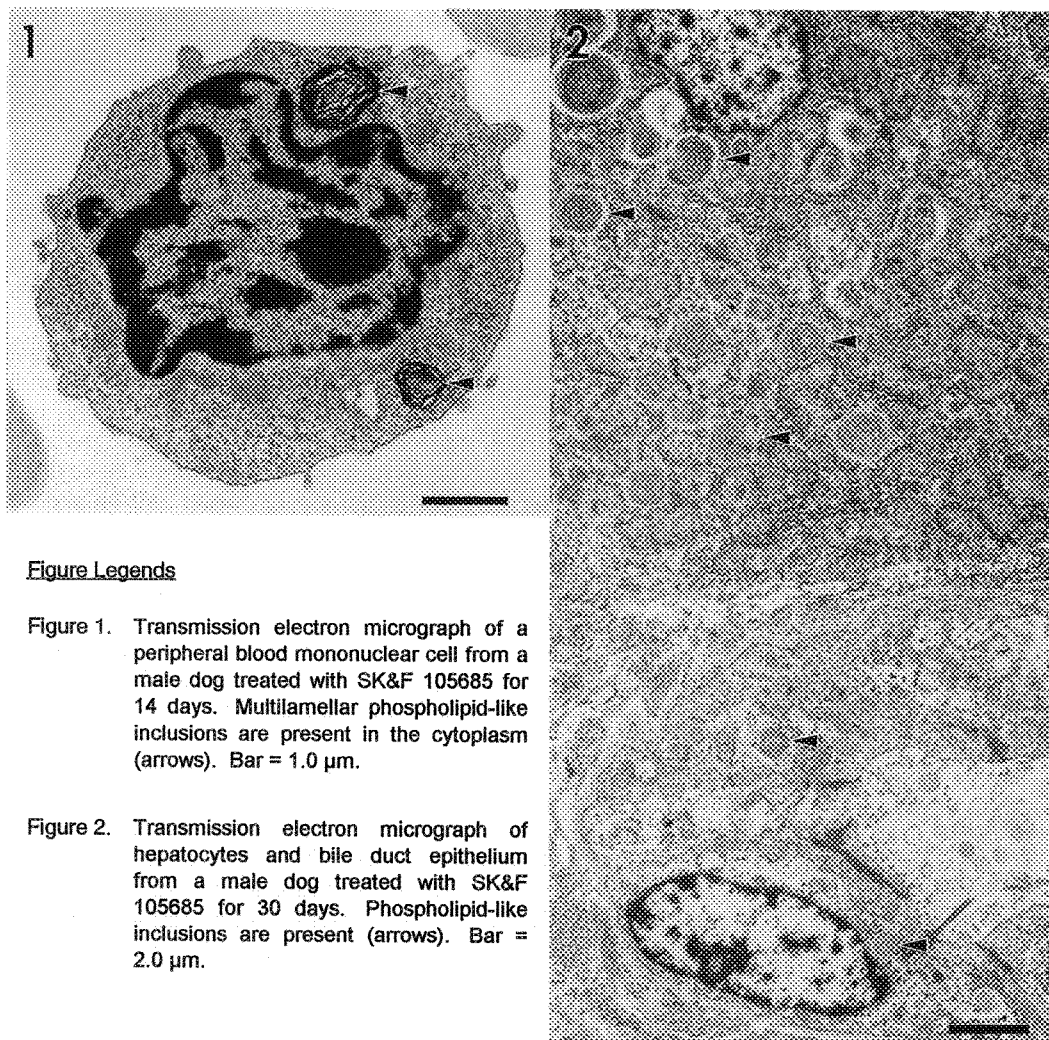 1
2
Figure Legends
Figure 1. Transmission electron micrograph of a
peripheral blood mononuclear cell from a
male dog treated with SK&F 105685 for
14 days. Multilamellar phospholipid-like
inclusions are present in the cytoplasm
(arrows). Bar = 1.0 µm.
Figure 2. Transmission electron micrograph of
hepatocytes and bile duct epithelium
from a male dog treated with SK&F
105685 for 30 days. Phospholipid-like
inclusions are present (arrows). Bar =
2.0 µm.